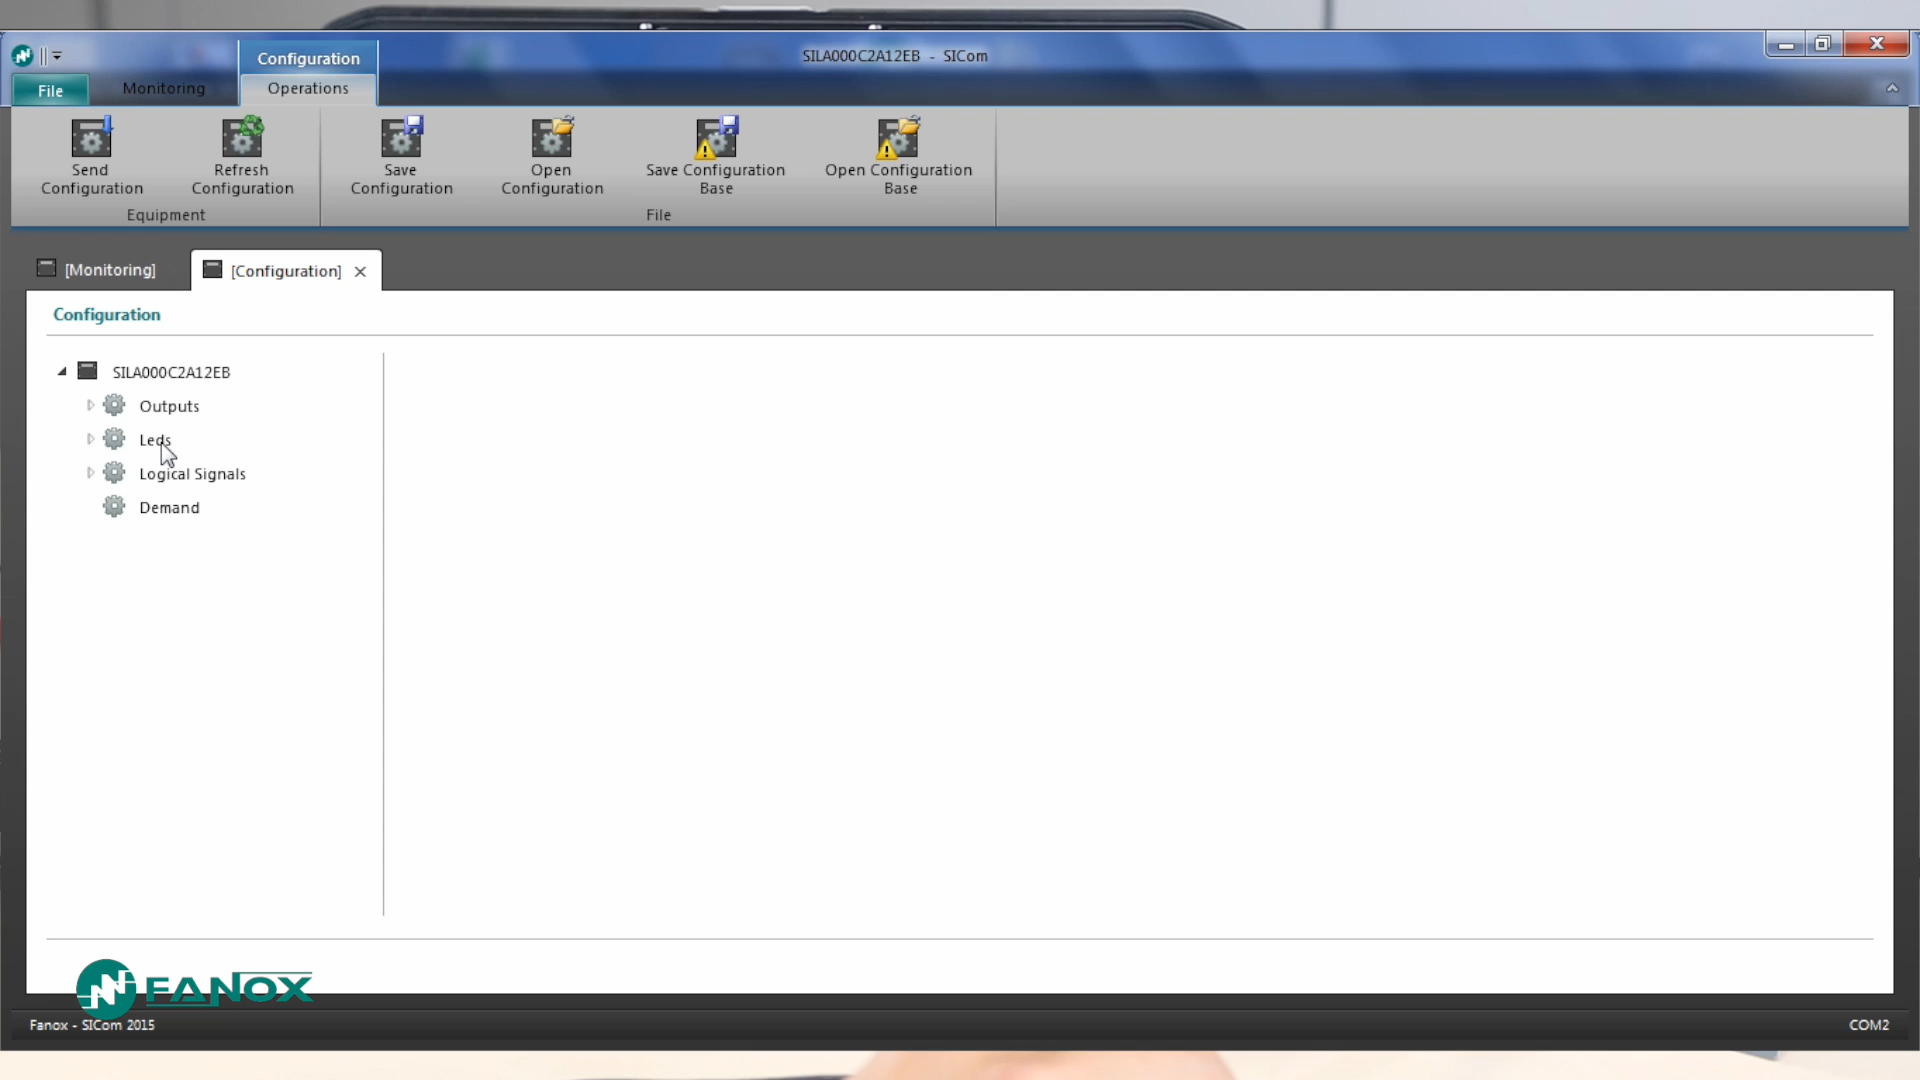 SILA000C2A12EB - SICom
Configuration
File
Monitoring
Operations
Send
Configuration
Refresh
Configuration
Save
Configuration
Open
Configuration
Save Configuration
Base
Open Configuration
Base
Equipment
File
[Monitoring]
[Configuration]
Configuration
SILA000C2A12EB
Outputs
Leds
Logical Signals
Demand
FANOX
Fanox - SICom 2015
COM2